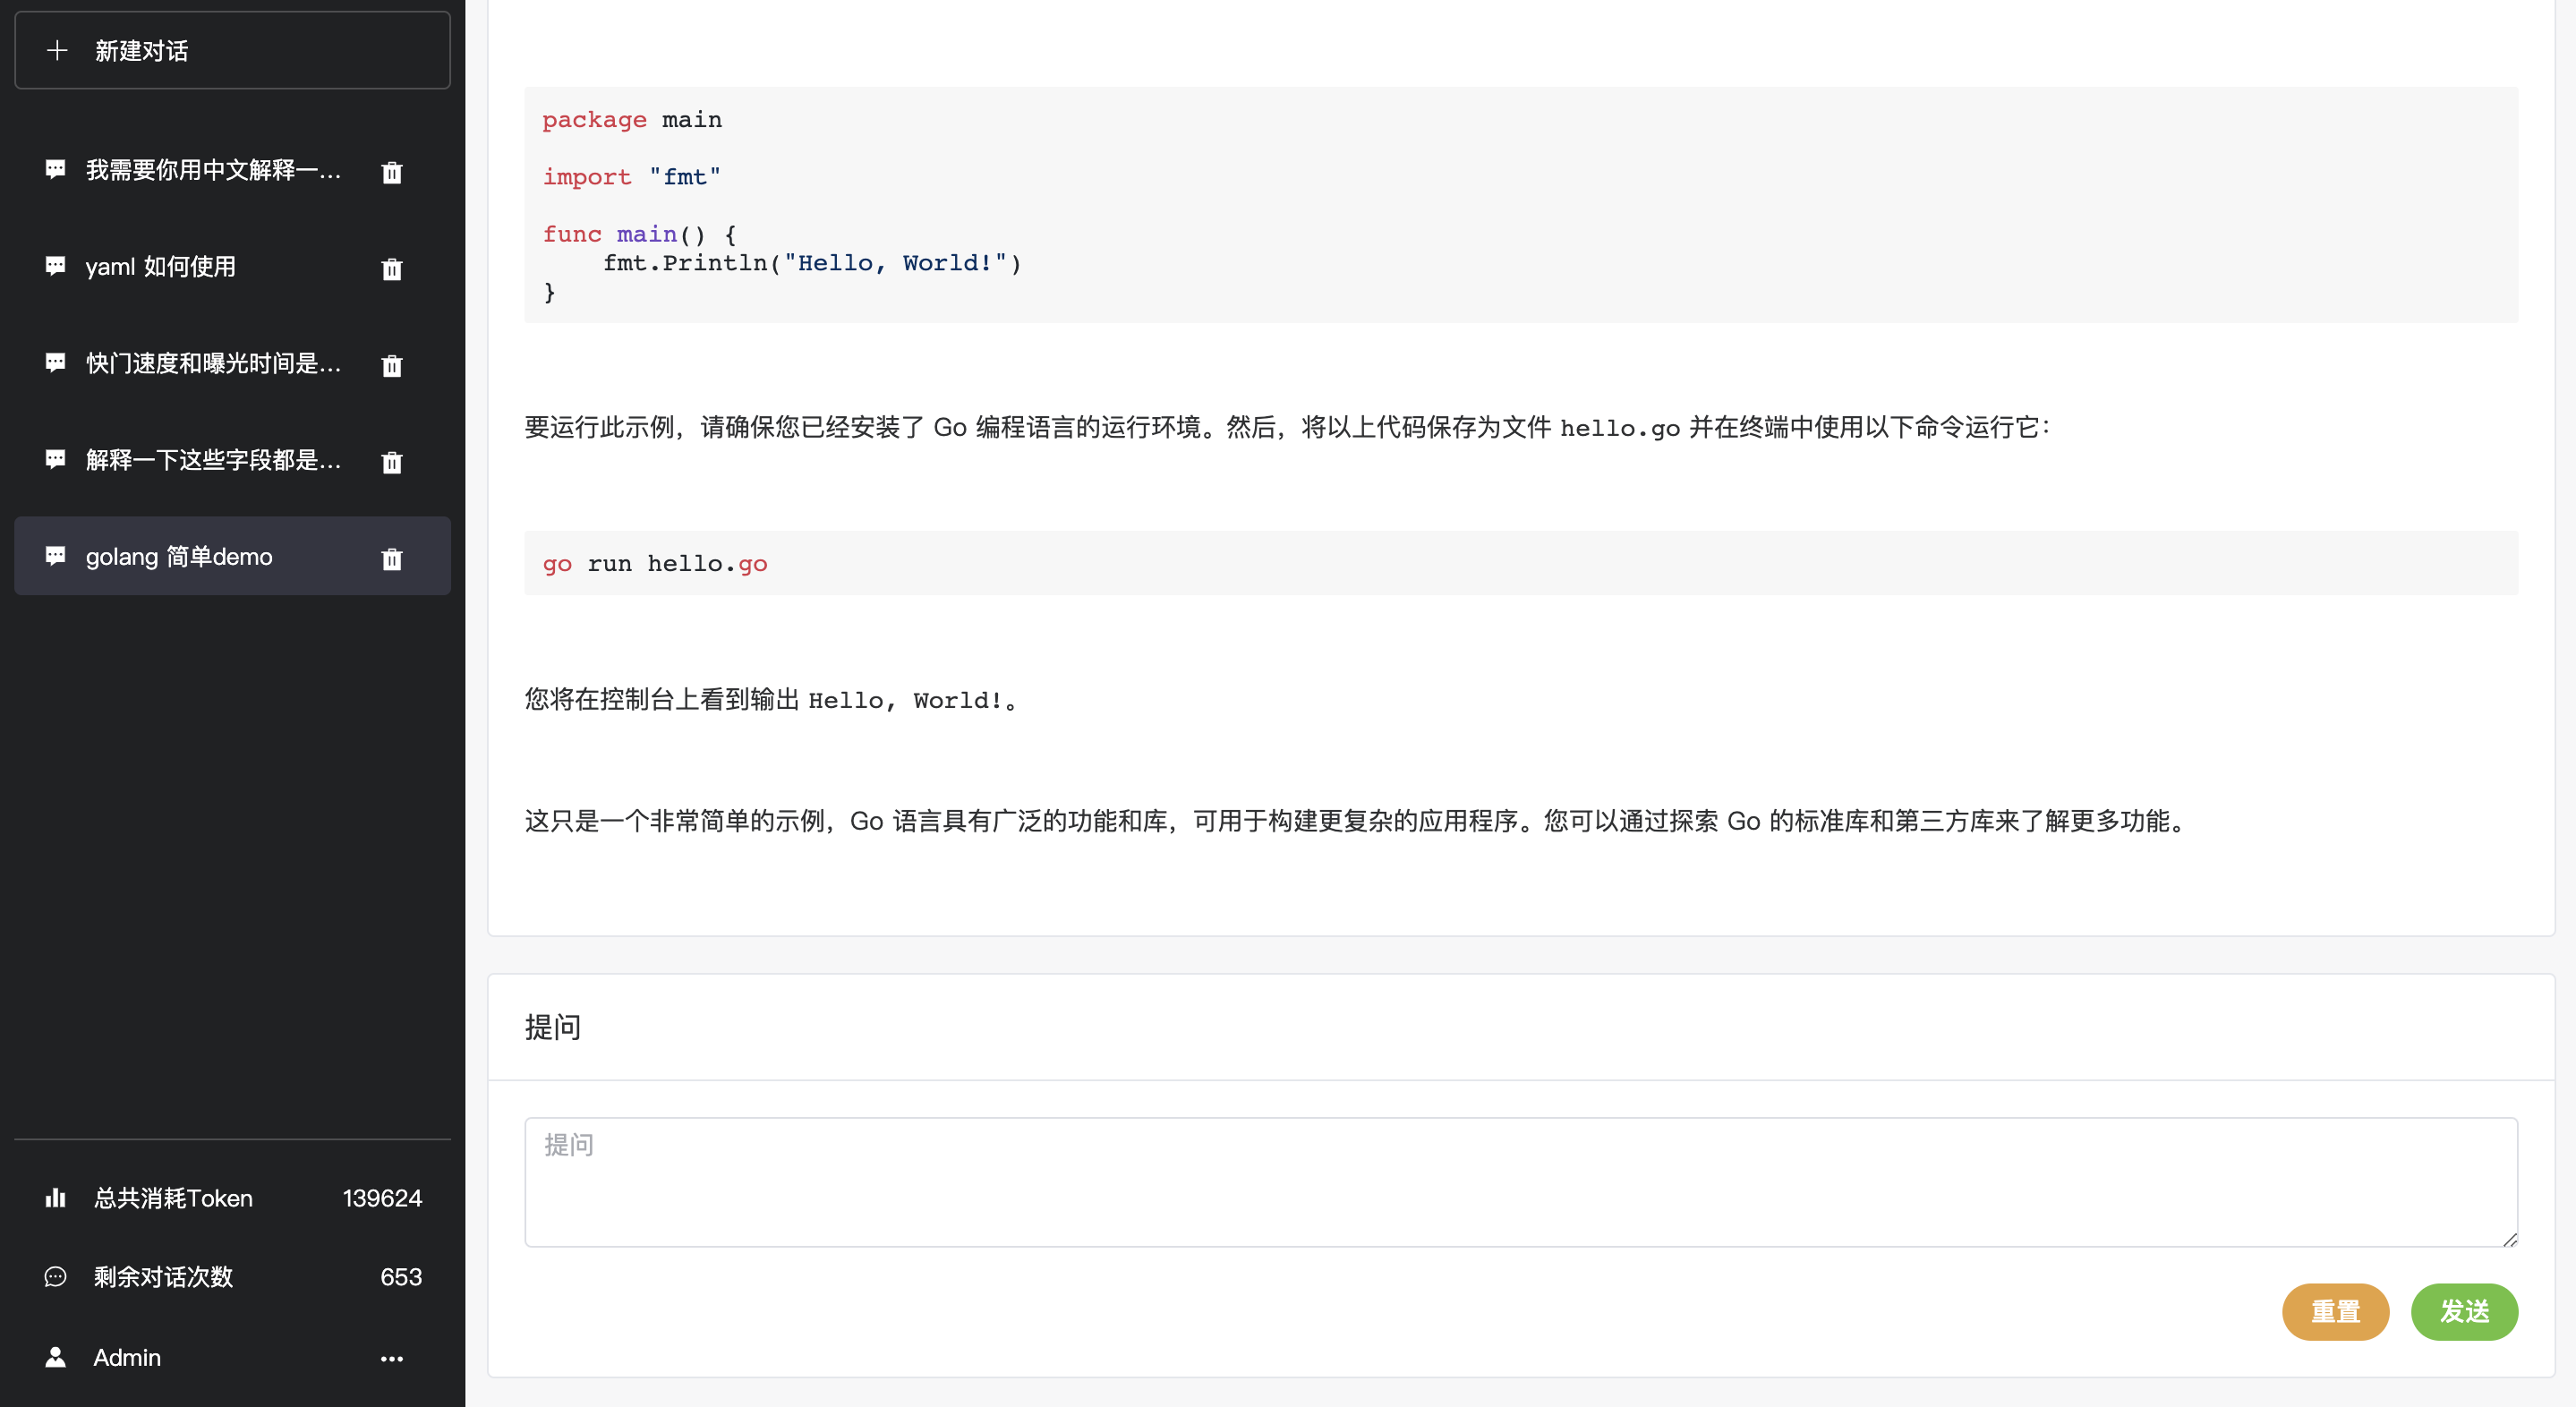 新建对话
我需要你用中文解释一...
yaml 如何使用
快门速度和曝光时间是...
解释一下这些字段都是...
golang 简单demo
总共消耗Token 139624
剩余对话次数 653
Admin
package main
import "fmt"
func main() {
    fmt.Println("Hello, World!")
}
要运行此示例，请确保您已经安装了 Go 编程语言的运行环境。然后，将以上代码保存为文件 hello.go 并在终端中使用以下命令运行它：
go run hello.go
您将在控制台上看到输出 Hello, World!。
这只是一个非常简单的示例，Go 语言具有广泛的功能和库，可用于构建更复杂的应用程序。您可以通过探索 Go 的标准库和第三方库来了解更多功能。
提问
提问
重置 发送